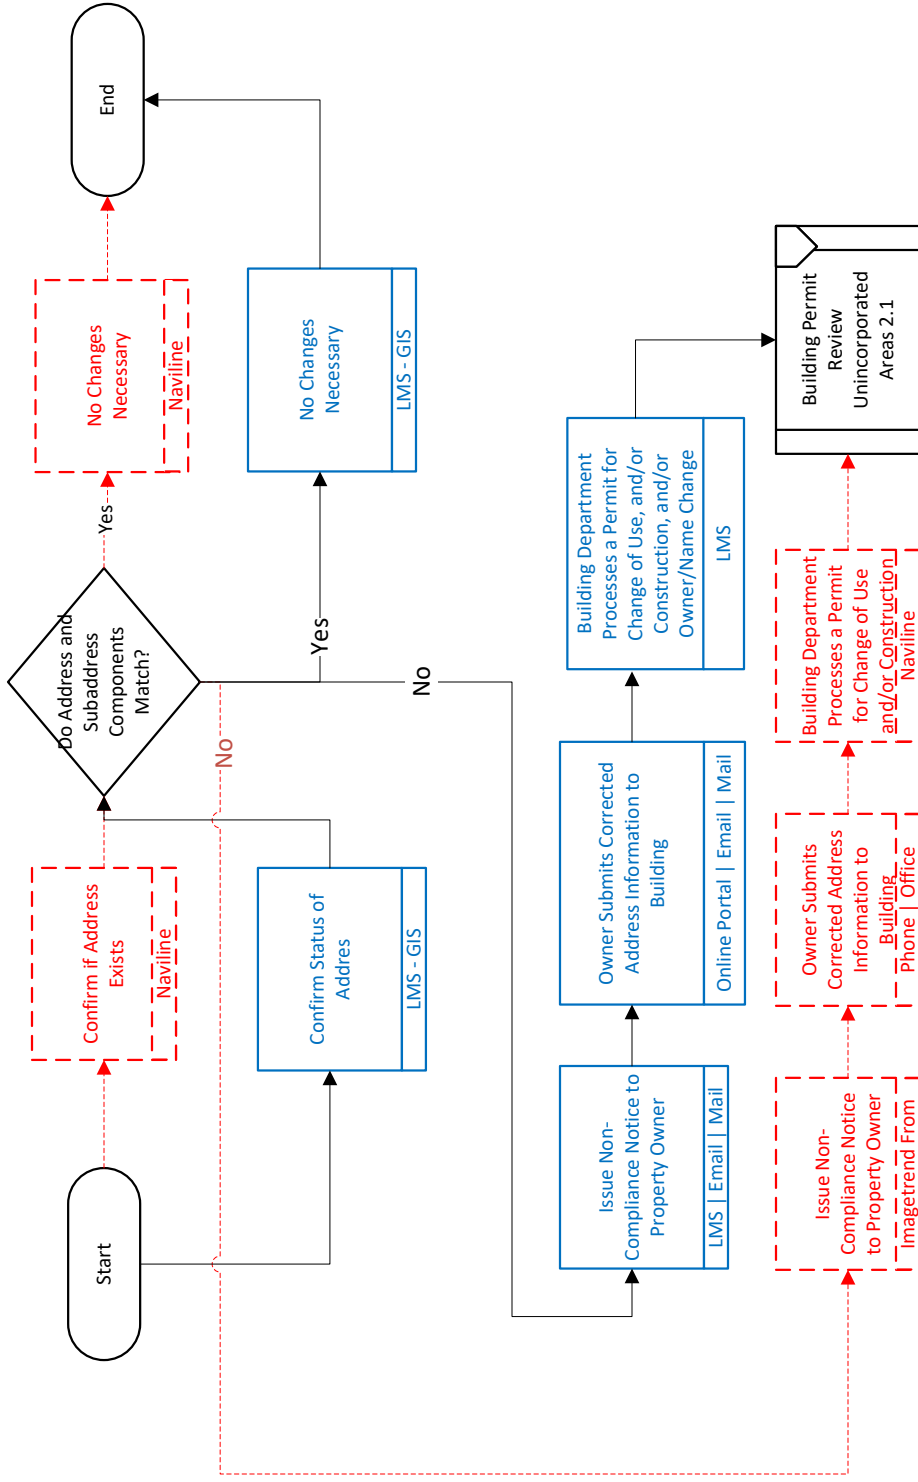 Start
Confirm if Address
Exists
Naviline
Do Address and
Subaddress
Components
Match?
Yes
No Changes
Necessary
Naviline
End
Confirm Status of
Addres
LMS - GIS
No
Yes
No Changes
Necessary
LMS - GIS
No
Issue Non-
Compliance Notice to
Property Owner
LMS | Email | Mail
Owner Submits Corrected
Address Information to
Building
Online Portal | Email | Mail
Building Department
Processes a Permit for
Change of Use, and/or
Construction, and/or
Owner/Name Change
LMS
Issue Non-
Compliance Notice
to Property Owner
Imagetrend From
Owner Submits
Corrected Address
Information to
Building
Phone | Office
Building Department
Processes a Permit
for Change of Use
and/or Construction
Naviline
Building Permit
Review
Unincorporated
Areas 2.1